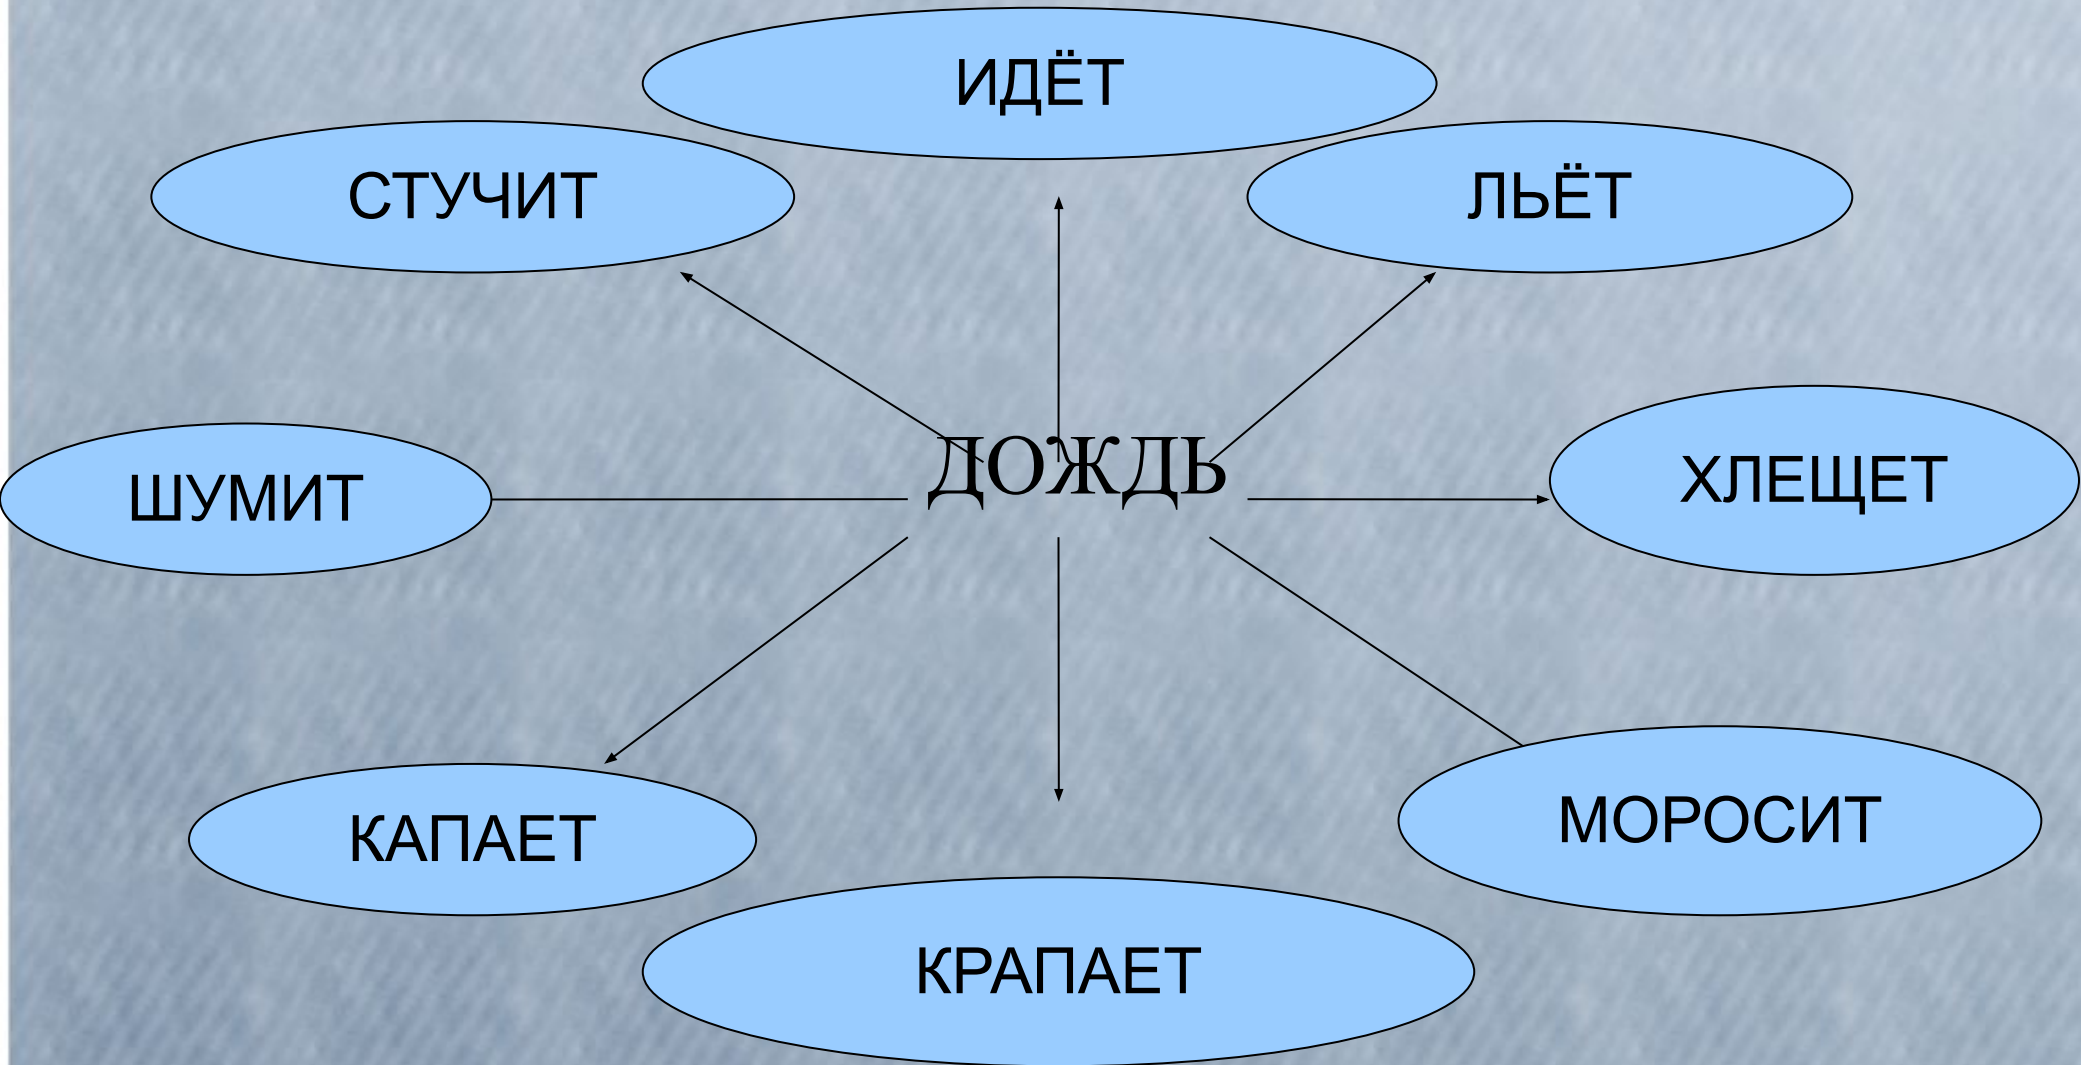 ИДЁТ
СТУЧИТ
ЛЬЁТ
ДОЖДЬ
ХЛЕЩЕТ
ШУМИТ
МОРОСИТ
КАПАЕТ
КРАПАЕТ